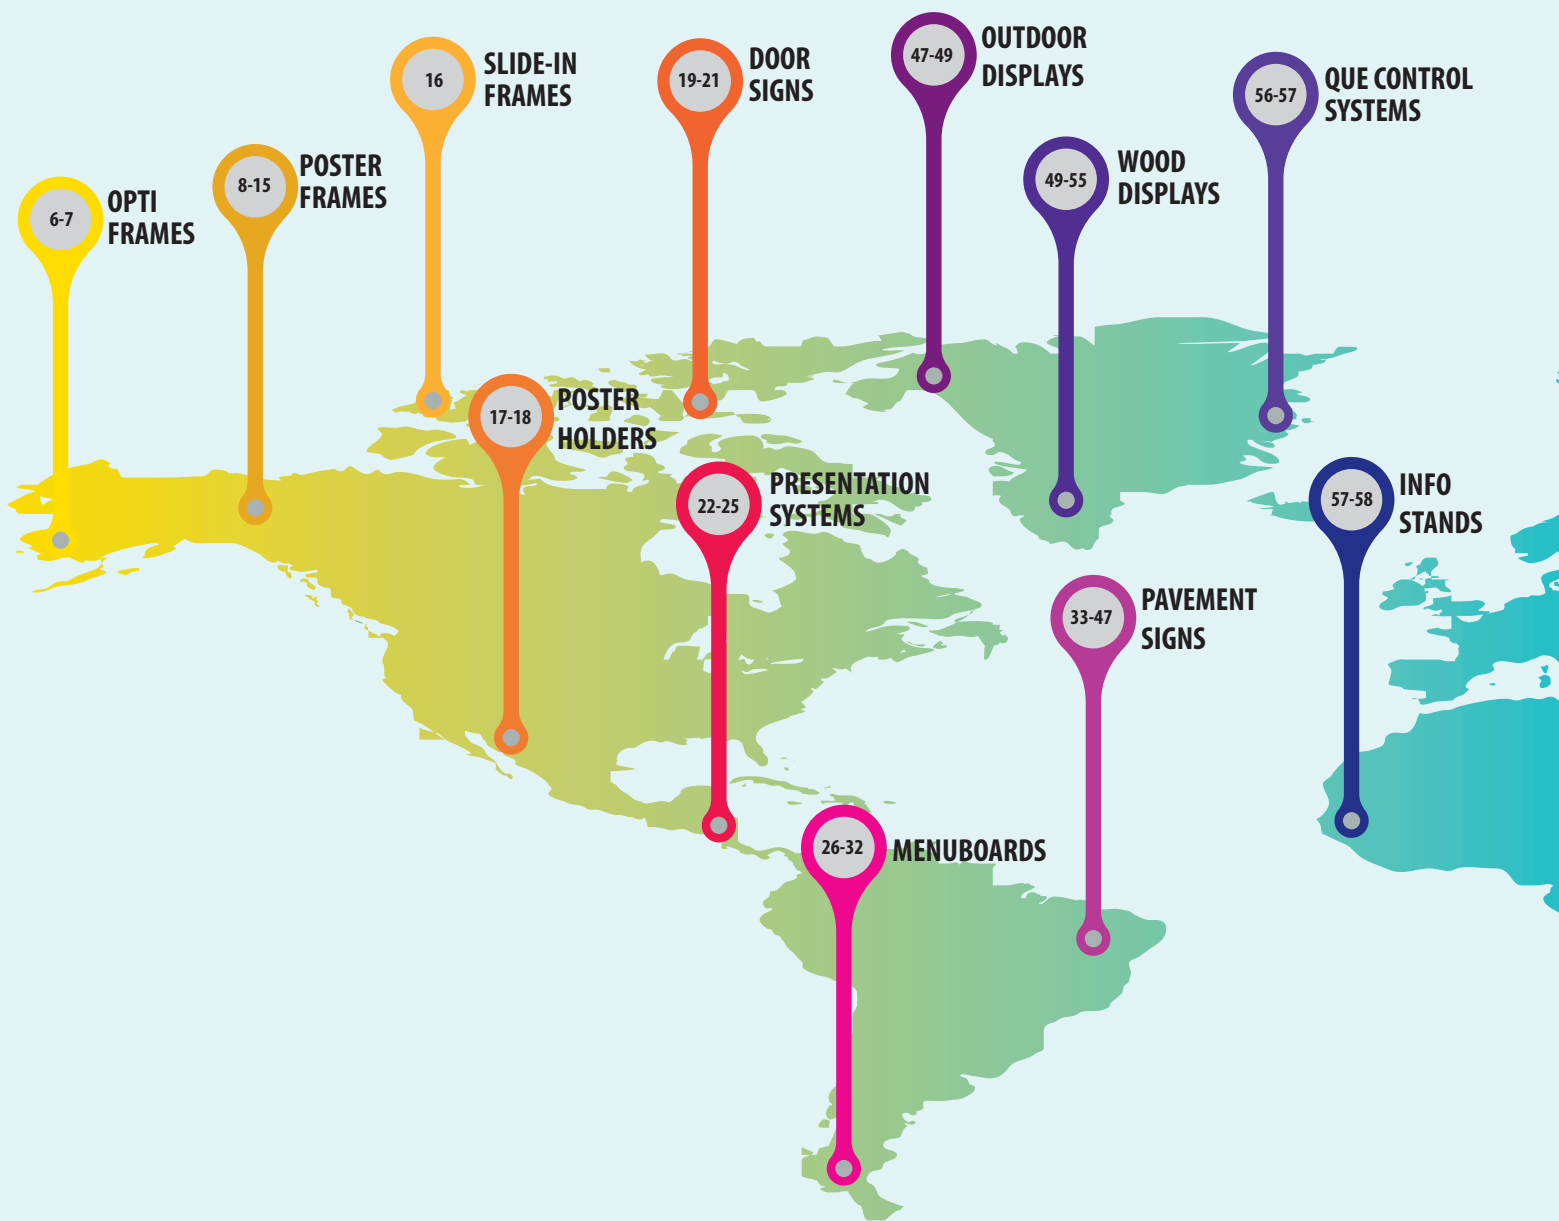 6-7
OPTI
FRAMES
8-15
POSTER
FRAMES
16
SLIDE-IN
FRAMES
17-18
POSTER
HOLDERS
19-21
DOOR
SIGNS
22-25
PRESENTATION
SYSTEMS
26-32
MENUBOARDS
33-47
PAVEMENT
SIGNS
47-49
OUTDOOR
DISPLAYS
49-55
WOOD
DISPLAYS
56-57
QUE CONTROL
SYSTEMS
57-58
INFO
STANDS